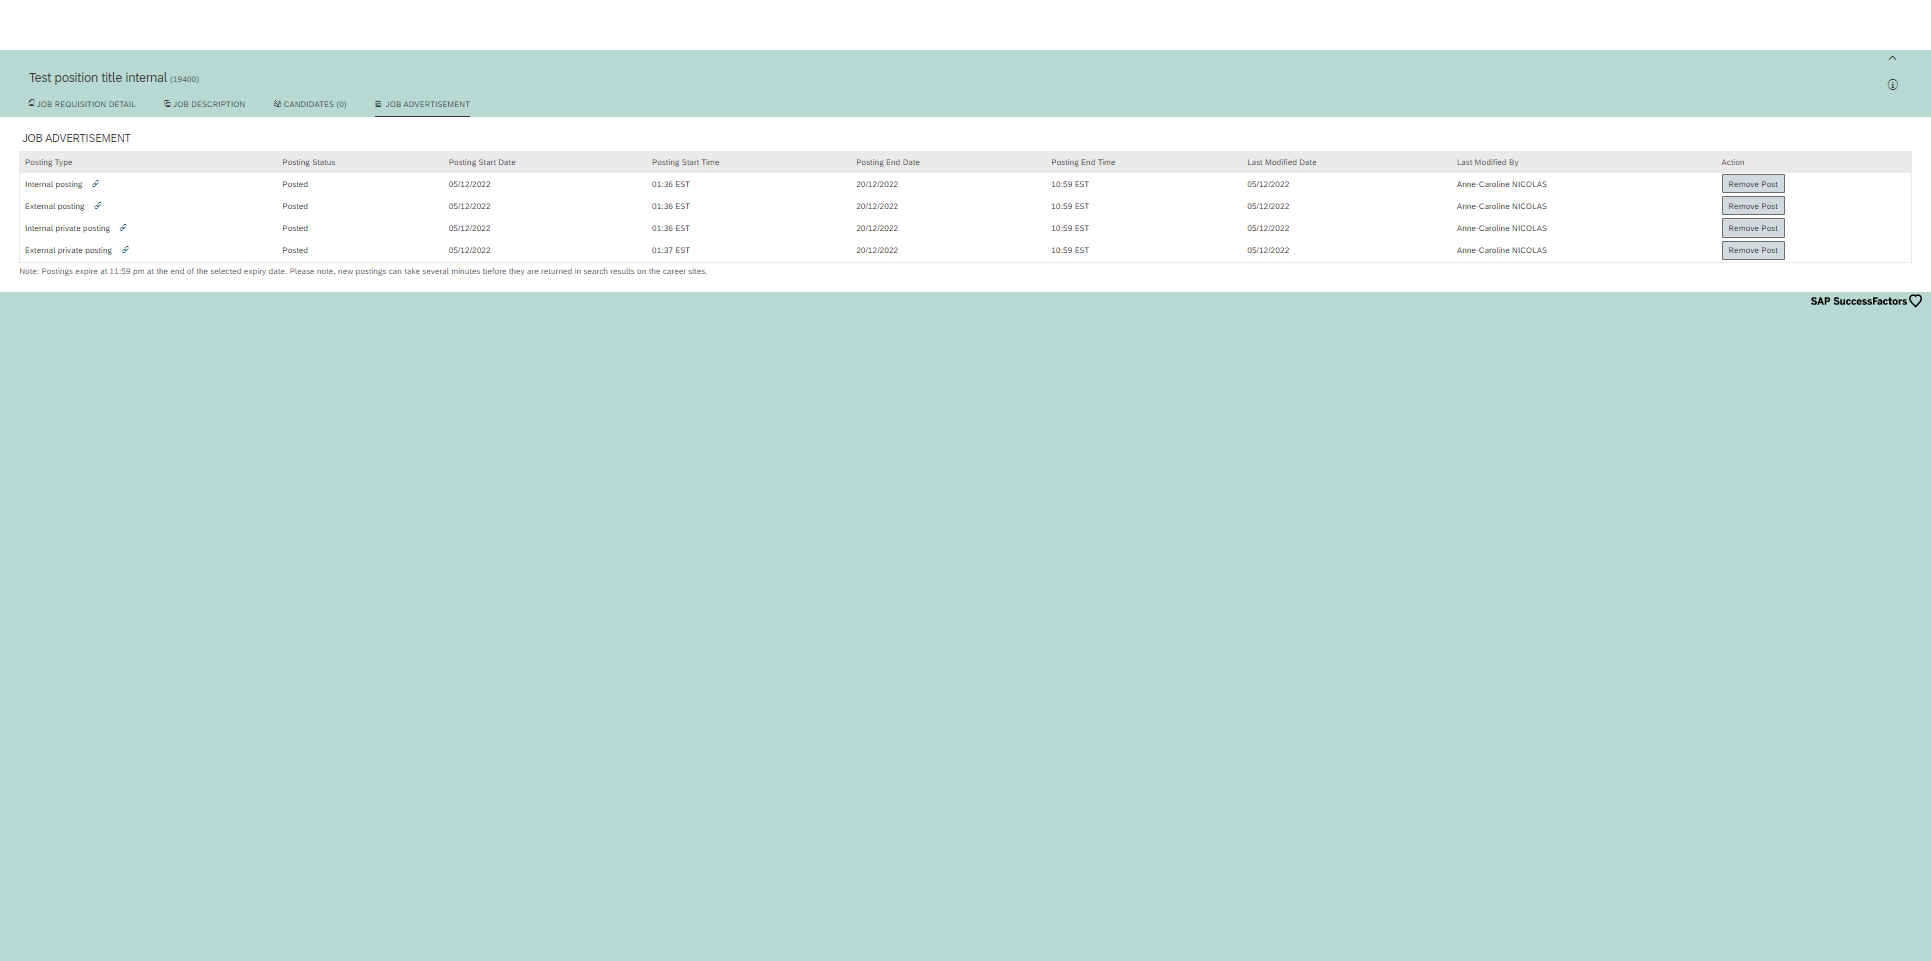 Test position title internal (19400)
JOB REQUISITION DETAIL JOB DESCRIPTION CANDIDATES (0) JOB ADVERTISEMENT
JOB ADVERTISEMENT
Posting Type Posting Status Posting Start Date Posting Start Time Posting End Date Posting End Time Last Modified Date Last Modified By Action
Internal posting Posted 05/12/2022 01:36 EST 20/12/2022 10:59 EST 05/12/2022 Anne-Caroline NICOLAS Remove Post
External posting Posted 05/12/2022 01:36 EST 20/12/2022 10:59 EST 05/12/2022 Anne-Caroline NICOLAS Remove Post
Internal private posting Posted 05/12/2022 01:36 EST 20/12/2022 10:59 EST 05/12/2022 Anne-Caroline NICOLAS Remove Post
External private posting Posted 05/12/2022 01:37 EST 20/12/2022 10:59 EST 05/12/2022 Anne-Caroline NICOLAS Remove Post
Note: Postings expire at 11:59 pm at the end of the selected expiry date. Please note, new postings can take several minutes before they are returned in search results on the career sites.
SAP SuccessFactors